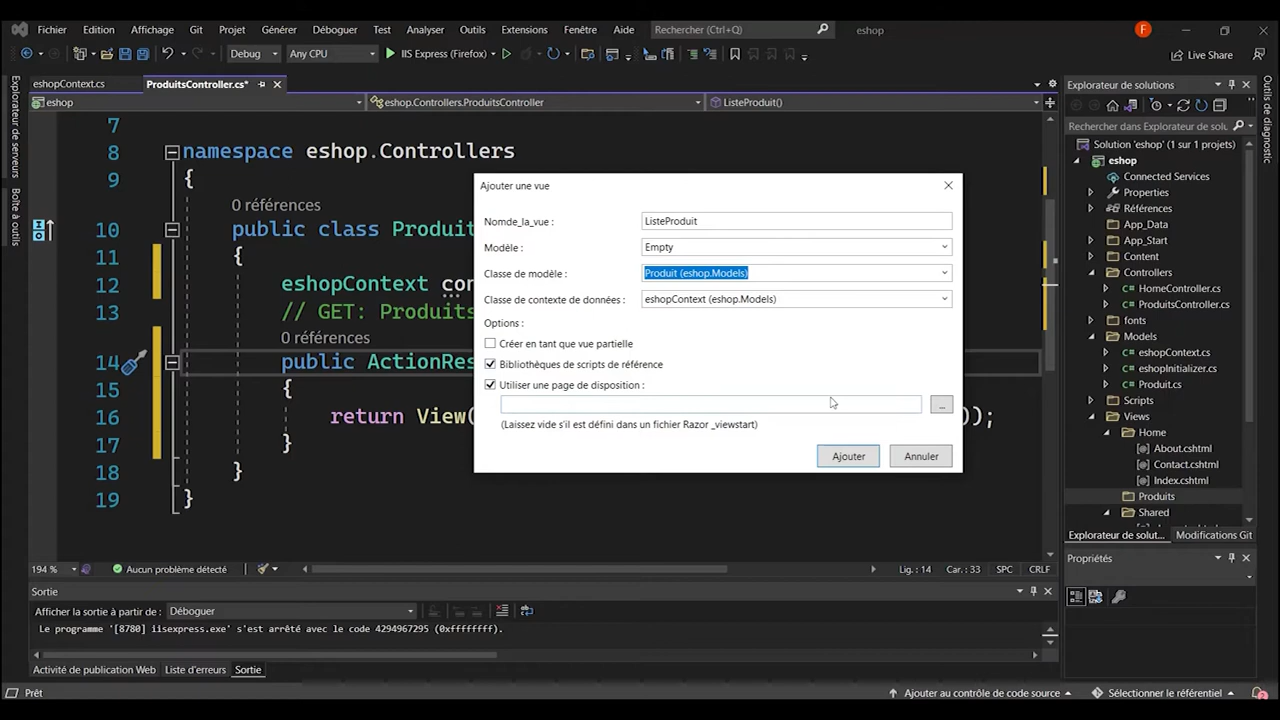 Fichier Edition Affichage Git Projet Générer Déboguer Test Analyser Outils Extensions Fenêtre Aide Rechercher (Ctrl+Q) eshop F
Debug Any CPU IIS Express (Firefox) Live Share
eshopContext.cs ProduitsController.cs*
eshop eshop.Controllers.ProduitsController ListeProduit()
Explorateur de serveurs
Boîte à outils
7
8 namespace eshop.Controllers
9 {
0 références
10 public class Produit
11 {
12 eshopContext con
13 // GET: Produits
0 références
14 public ActionRes
15 {
16 return View( ));
17 }
18 }
19 }
Ajouter une vue
Nomde_la_vue : ListeProduit
Modèle : Empty
Classe de modèle : Produit (eshop.Models)
Classe de contexte de données : eshopContext (eshop.Models)
Options :
Créer en tant que vue partielle
Bibliothèques de scripts de référence
Utiliser une page de disposition :
...
(Laissez vide s'il est défini dans un fichier Razor _viewstart)
Ajouter Annuler
194 % Aucun problème détecté Lig. : 14 Car. : 33 SPC CRLF
Sortie
Afficher la sortie à partir de : Déboguer
Le programme '[8780] iisexpress.exe' s'est arrêté avec le code 4294967295 (0xffffffff).
Activité de publication Web Liste d'erreurs Sortie
Explorateur de solutions
Rechercher dans Explorateur de solu
Solution 'eshop' (1 sur 1 projets)
eshop
Connected Services
Properties
Références
App_Data
App_Start
Content
Controllers
HomeController.cs
ProduitsController.cs
fonts
Models
eshopContext.cs
eshopInitializer.cs
Produit.cs
Scripts
Views
Home
About.cshtml
Contact.cshtml
Index.cshtml
Produits
Shared
Explorateur de solut... Modifications Git
Propriétés
Outils de diagnostic
Prêt Ajouter au contrôle de code source Sélectionner le référentiel 2